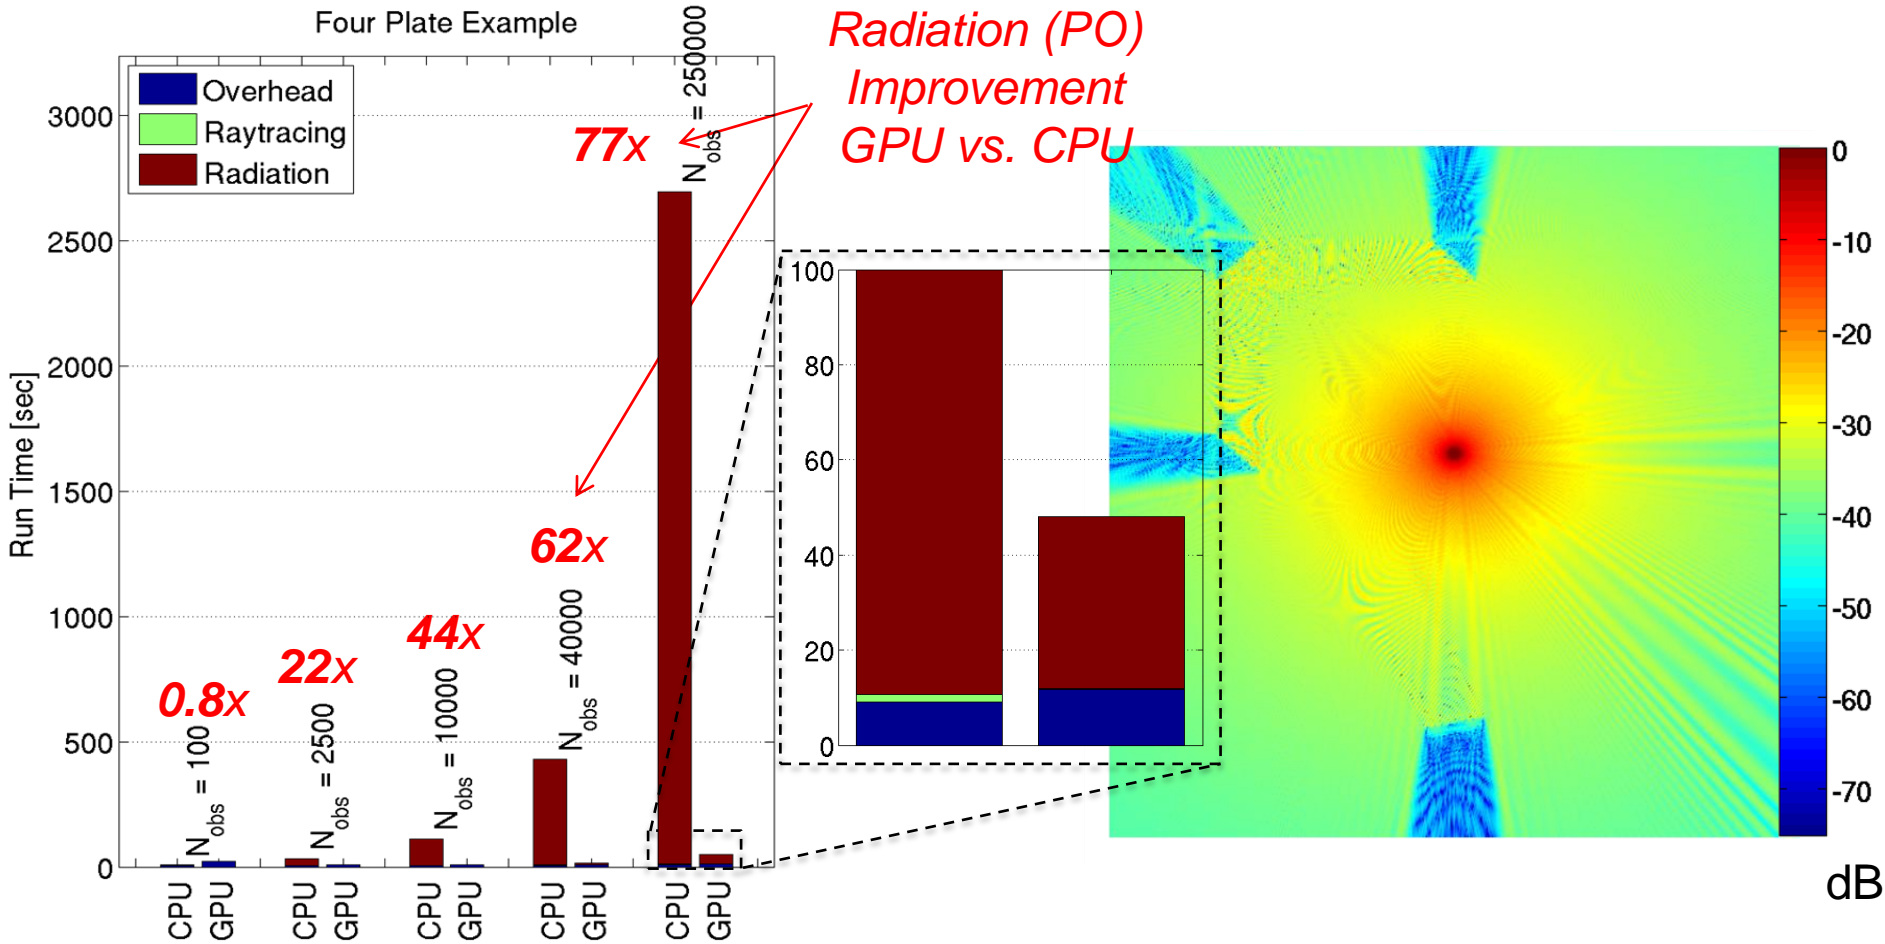 Four Plate Example
Overhead
Raytracing
Radiation
Run Time [sec]
3000
2500
2000
1500
1000
500
0
0.8x
22x
44x
62x
77x
N_obs = 100
N_obs = 2500
N_obs = 10000
N_obs = 40000
N_obs = 250000
CPU
GPU
CPU
GPU
CPU
GPU
CPU
GPU
CPU
GPU
Radiation (PO)
Improvement
GPU vs. CPU
100
80
60
40
20
0
0
-10
-20
-30
-40
-50
-60
-70
dB